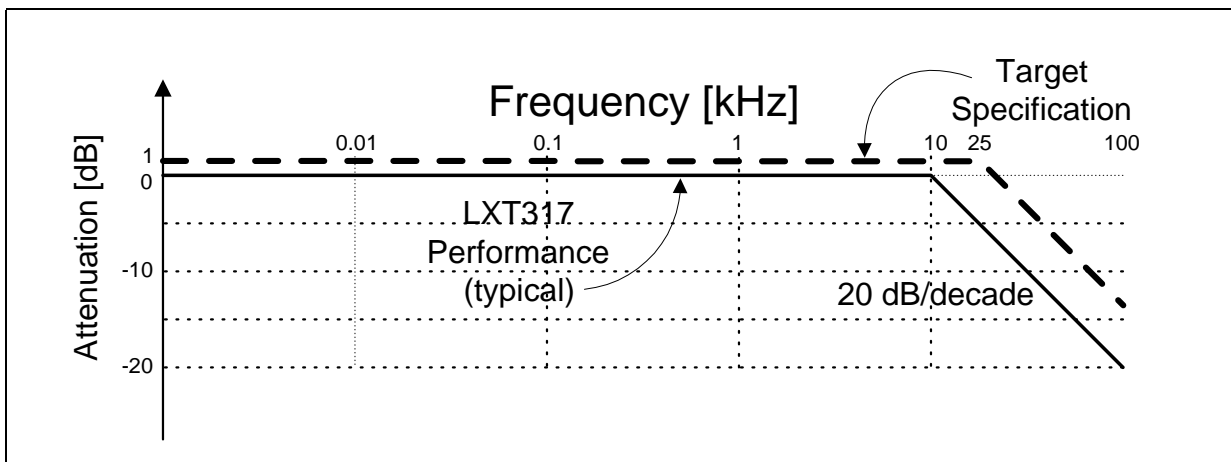 Target
Specification
Frequency [kHz]
0.01
0.1
1
10
25
100
Attenuation [dB]
1
0
-10
-20
LXT317
Performance
(typical)
20 dB/decade